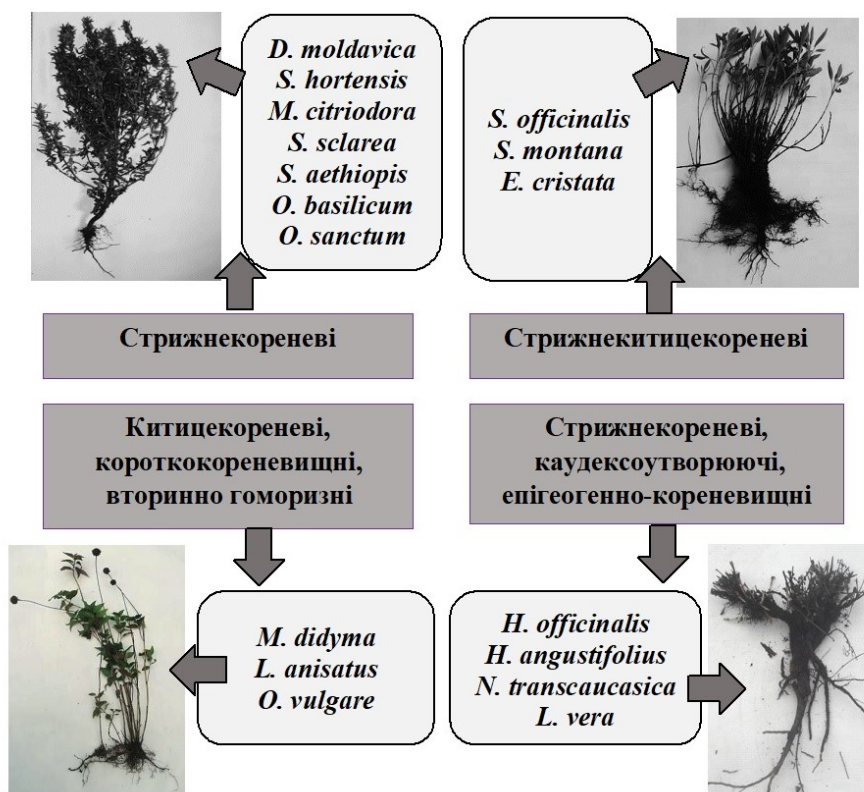 D. moldavica
S. hortensis
M. citriodora
S. sclarea
S. aethiopis
O. basilicum
O. sanctum
S. officinalis
S. montana
E. cristata
Стрижнекореневі
Стрижнекитицекореневі
Китицекореневі,
короткокореневищні,
вторинно гоморизні
Стрижнекореневі,
каудексоутворюючі,
епігеогенно-кореневищні
M. didyma
L. anisatus
O. vulgare
H. officinalis
H. angustifolius
N. transcaucasica
L. vera